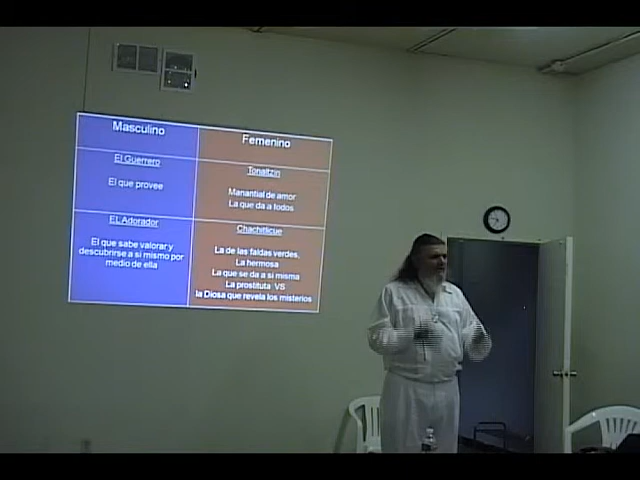 Masculino
Femenino
El Guerrero
El que provee
Tonaltzin
Manantial de amor
La que da a todos
EL Adorador
El que sabe valorar y
descubrirse a si mismo por
medio de ella
Chachitlicue
La de las faldas verdes,
La hermosa
La que se da a si misma
La prostituta VS
la Diosa que revela los misterios